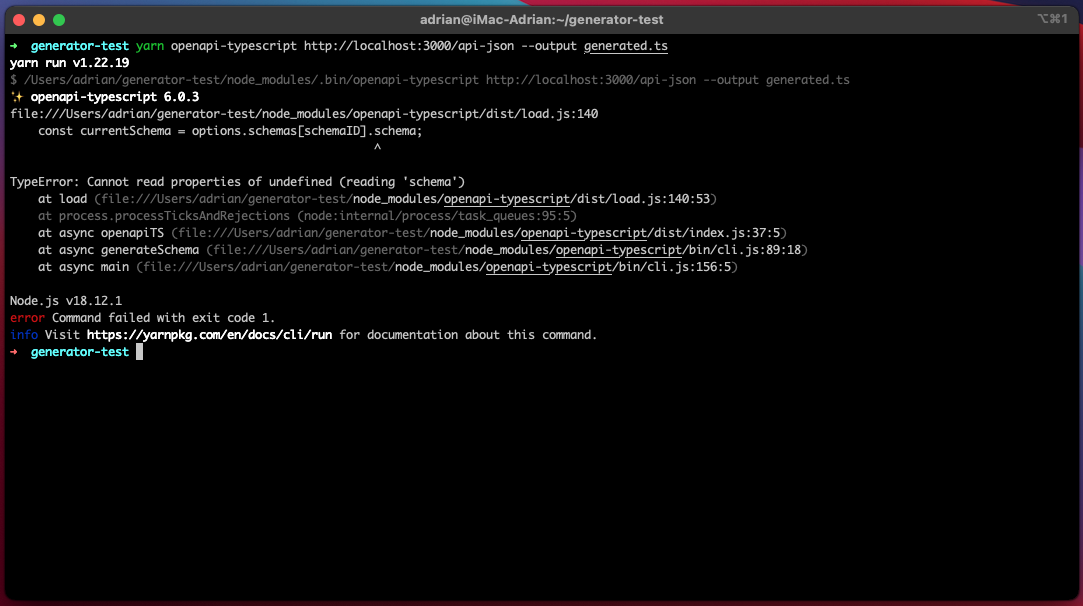 adrian@iMac-Adrian:~/generator-test
⌥⌘1
➜  generator-test yarn openapi-typescript http://localhost:3000/api-json --output generated.ts
yarn run v1.22.19
$ /Users/adrian/generator-test/node_modules/.bin/openapi-typescript http://localhost:3000/api-json --output generated.ts
✨ openapi-typescript 6.0.3
file:///Users/adrian/generator-test/node_modules/openapi-typescript/dist/load.js:140
    const currentSchema = options.schemas[schemaID].schema;
                                                    ^
TypeError: Cannot read properties of undefined (reading 'schema')
    at load (file:///Users/adrian/generator-test/node_modules/openapi-typescript/dist/load.js:140:53)
    at process.processTicksAndRejections (node:internal/process/task_queues:95:5)
    at async openapiTS (file:///Users/adrian/generator-test/node_modules/openapi-typescript/dist/index.js:37:5)
    at async generateSchema (file:///Users/adrian/generator-test/node_modules/openapi-typescript/bin/cli.js:89:18)
    at async main (file:///Users/adrian/generator-test/node_modules/openapi-typescript/bin/cli.js:156:5)
Node.js v18.12.1
error Command failed with exit code 1.
info Visit https://yarnpkg.com/en/docs/cli/run for documentation about this command.
➜  generator-test